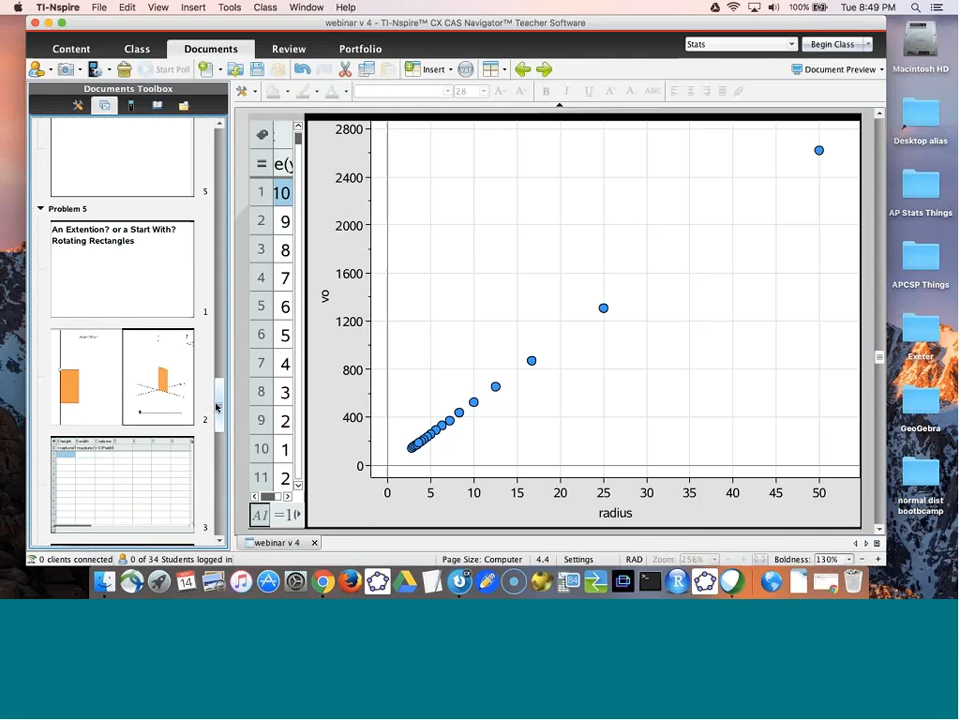 TI-Nspire File Edit View Insert Tools Class Window Help 100% Tue 8:49 PM
webinar v 4 - TI-Nspire™ CX CAS Navigator™ Teacher Software
Content Class Documents Review Portfolio Stats Begin Class
Start Poll Insert Document Preview
Documents Toolbox
28 B I U A A ABC
5
Problem 5
An Extention? or a Start With?
Rotating Rectangles
1
2
3
e(y
= 
1 10
2 9
3 8
4 7
5 6
6 5
7 4
8 3
9 2
10 1
11 2
A1 =1(
2800
2400
2000
1600
1200
800
400
0
vo
0 5 10 15 20 25 30 35 40 45 50
radius
webinar v 4
0 clients connected 0 of 34 Students logged in Page Size: Computer 4.4 Settings RAD Zoom: 256% Boldness: 130%
Macintosh HD
Desktop alias
AP Stats Things
APCSP Things
Exeter
GeoGebra
normal dist
bootbcamp
14
84
R